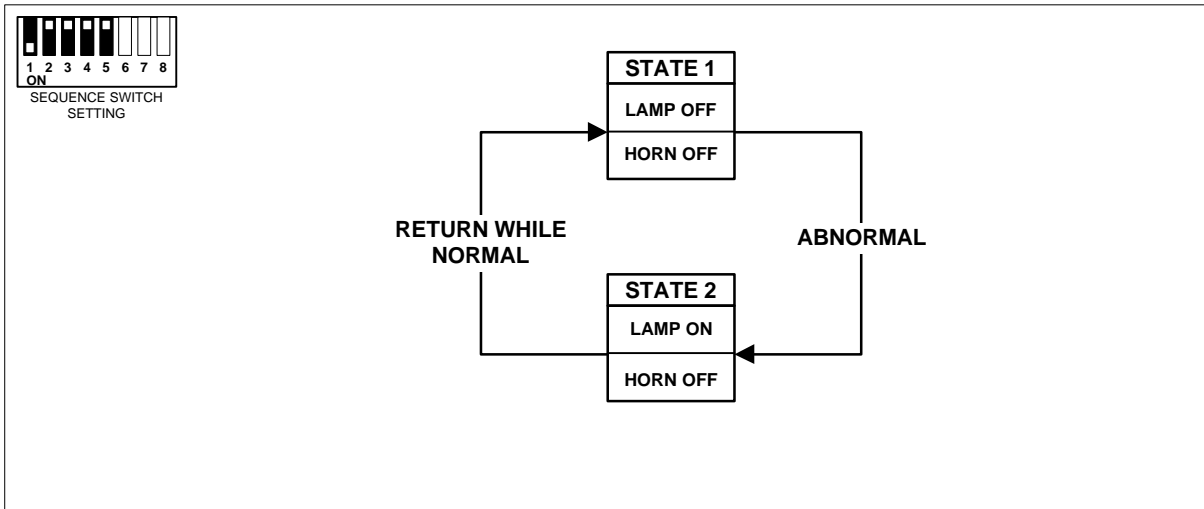 1 2 3 4 5 6 7 8
ON
SEQUENCE SWITCH
SETTING
STATE 1
LAMP OFF
HORN OFF
RETURN WHILE
NORMAL
ABNORMAL
STATE 2
LAMP ON
HORN OFF